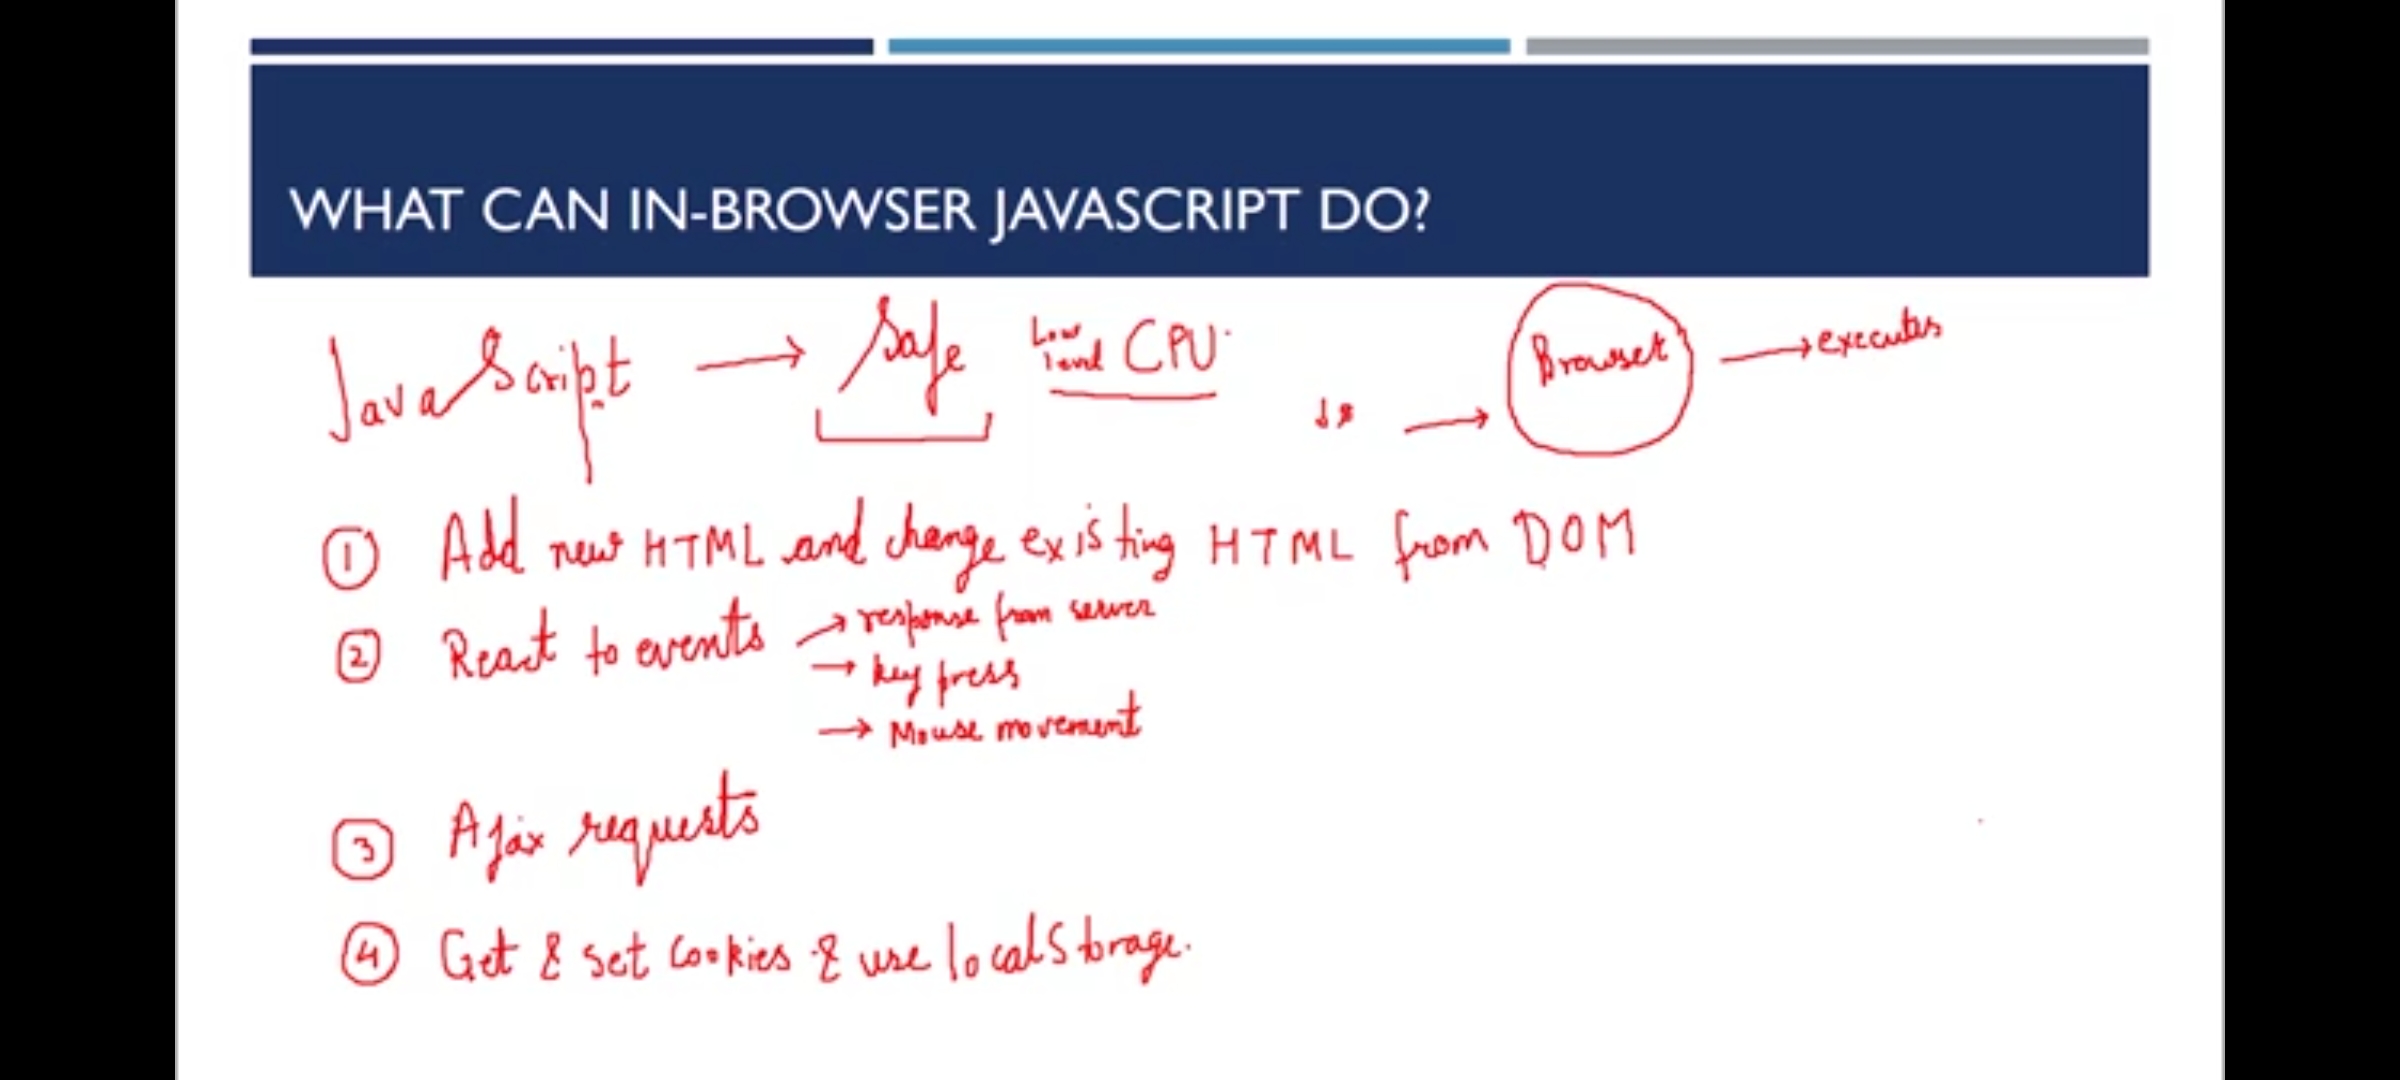 WHAT CAN IN-BROWSER JAVASCRIPT DO?
JavaScript → Safe Low level CPU
Js → Browser → executes
① Add new HTML and change existing HTML from DOM
② React to events → response from server
→ key press
→ Mouse movement
③ Ajax requests
④ Get & set cookies & use localStorage.